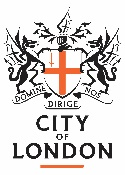 DOMINE DIRIGE NOS
CITY
OF
LONDON